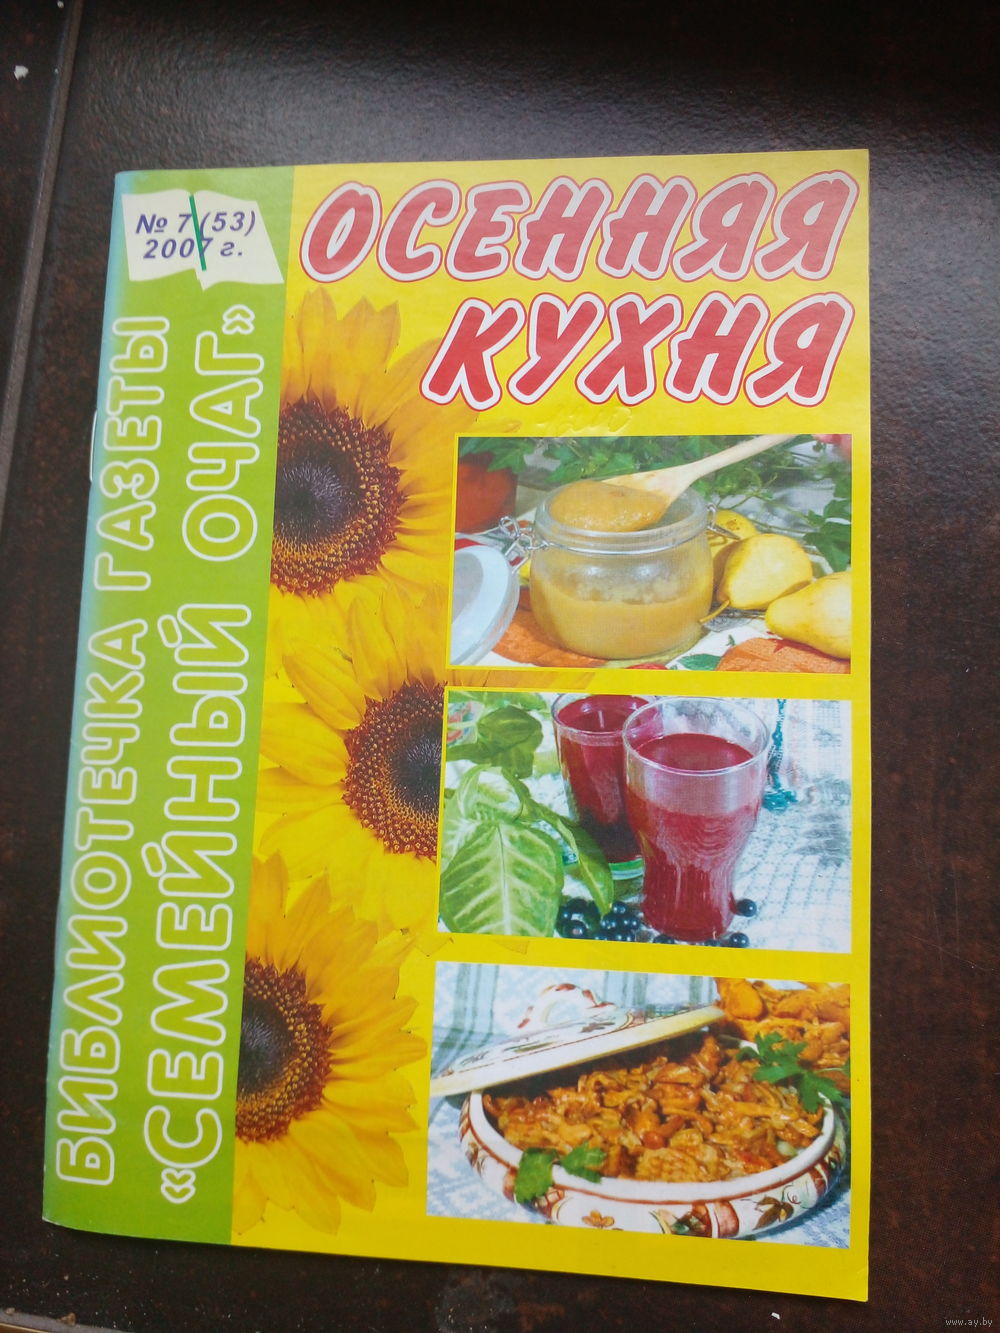 № 7 (53)
2007 г.
БИБЛИОТЕЧКА ГАЗЕТЫ
«СЕМЕЙНЫЙ ОЧАГ»
ОСЕННЯЯ
КУХНЯ
www.ay.by